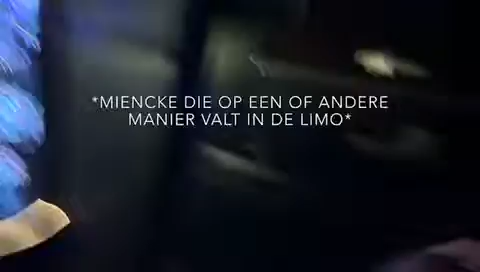 *MIENCKE DIE OP EEN OF ANDERE
MANIER VALT IN DE LIMO*